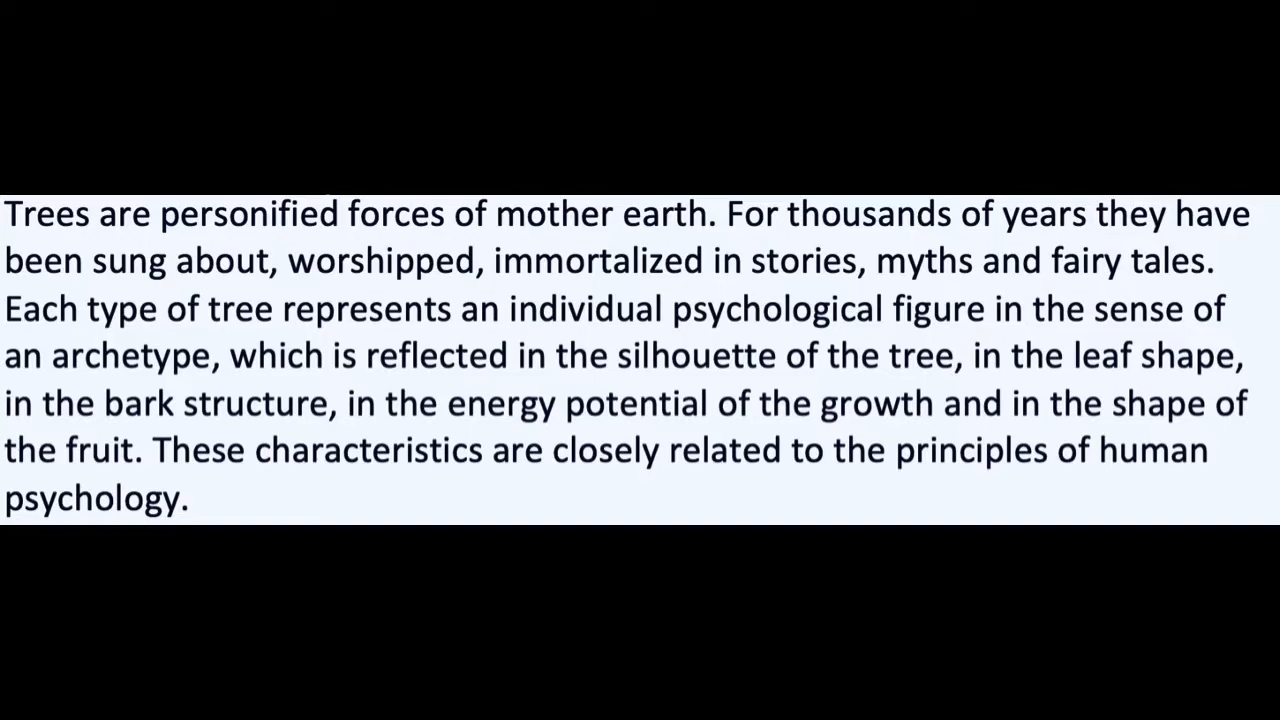 Trees are personified forces of mother earth. For thousands of years they have
been sung about, worshipped, immortalized in stories, myths and fairy tales.
Each type of tree represents an individual psychological figure in the sense of
an archetype, which is reflected in the silhouette of the tree, in the leaf shape,
in the bark structure, in the energy potential of the growth and in the shape of
the fruit. These characteristics are closely related to the principles of human
psychology.